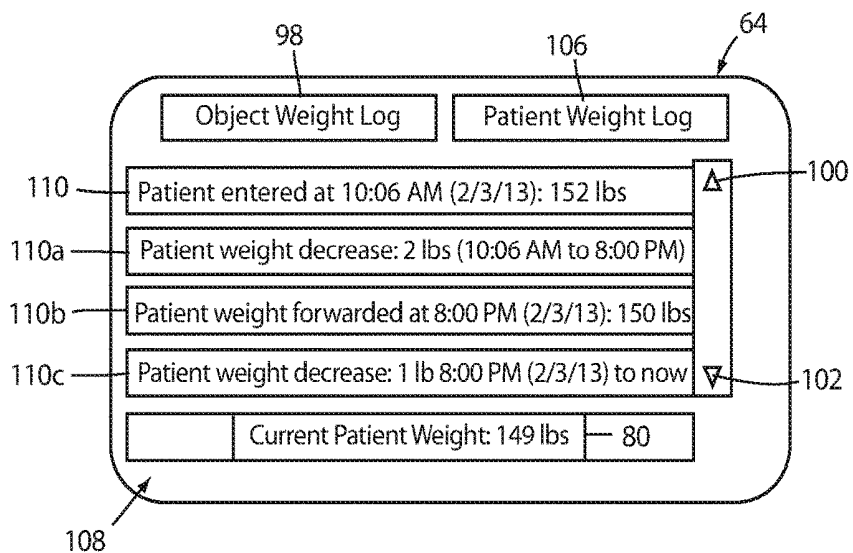 64
98
106
Object Weight Log
Patient Weight Log
110
Patient entered at 10:06 AM (2/3/13): 152 lbs
100
110a
Patient weight decrease: 2 lbs (10:06 AM to 8:00 PM)
110b
Patient weight forwarded at 8:00 PM (2/3/13): 150 lbs
110c
Patient weight decrease: 1 lb 8:00 PM (2/3/13) to now
102
Current Patient Weight: 149 lbs
80
108